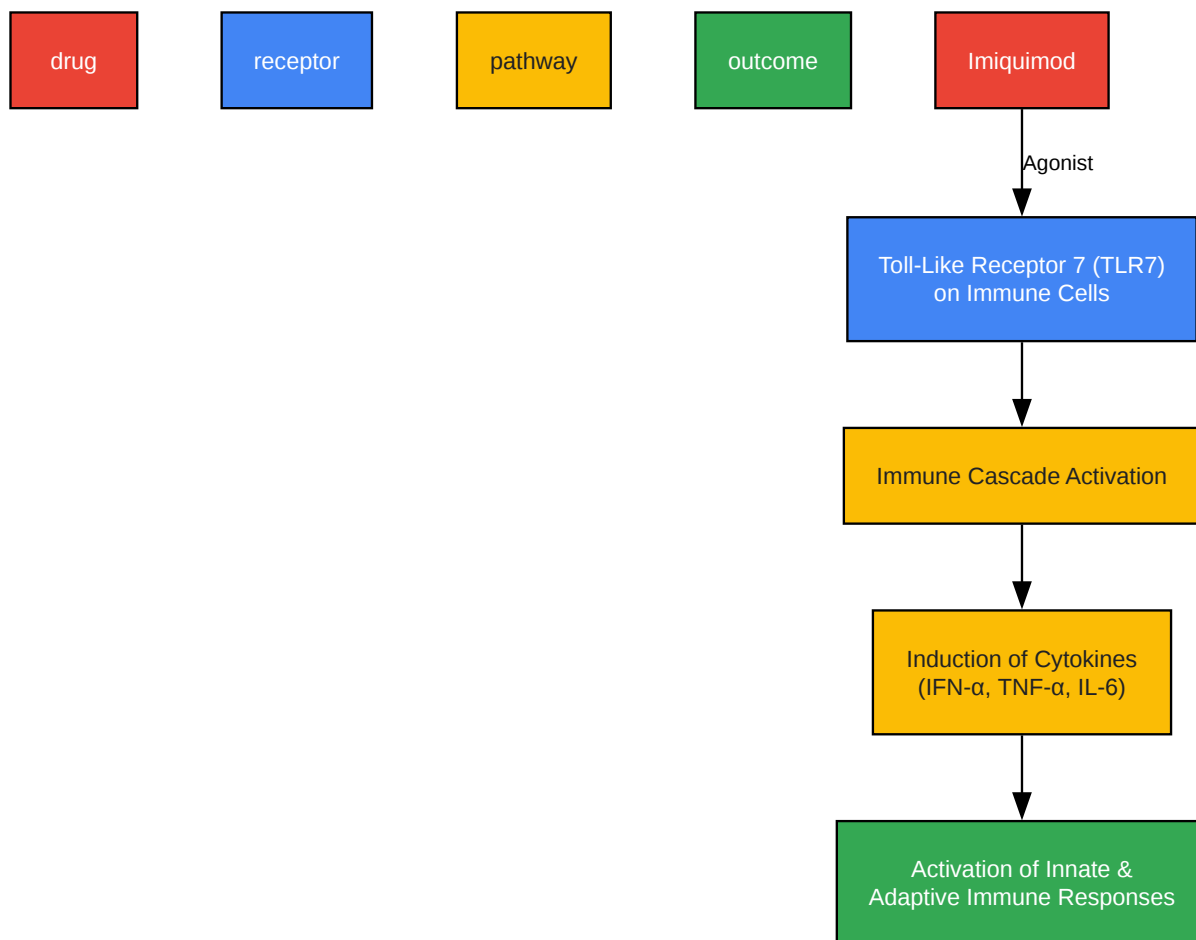 drug
receptor
pathway
outcome
Imiquimod
Agonist
Toll-Like Receptor 7 (TLR7)
on Immune Cells
Immune Cascade Activation
Induction of Cytokines
(IFN-α, TNF-α, IL-6)
Activation of Innate &
Adaptive Immune Responses